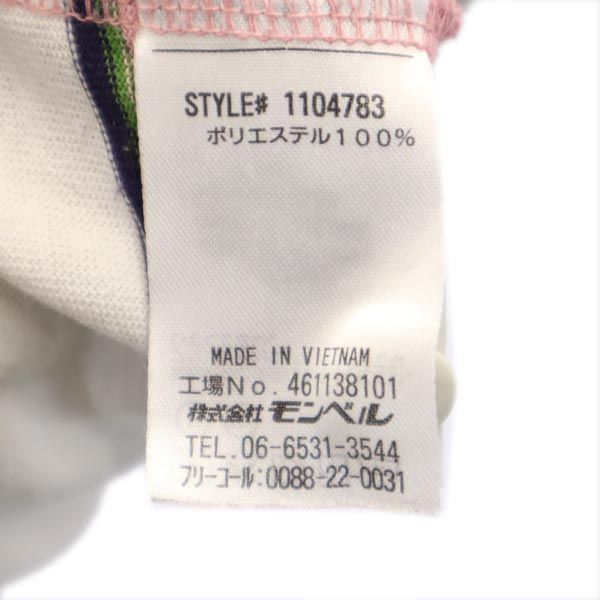 STYLE# 1104783
ポリエステル100%
MADE IN VIETNAM
工場No. 461138101
株式会社モンベル
TEL. 06-6531-3544
フリーコール:0088-22-0031